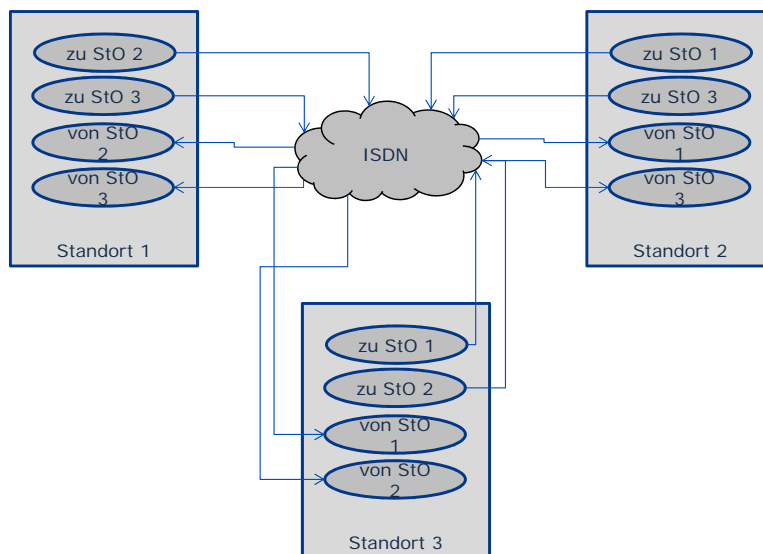 zu StO 2
zu StO 3
von StO
2
von StO
3
Standort 1
ISDN
zu StO 1
zu StO 3
von StO
1
von StO
3
Standort 2
zu StO 1
zu StO 2
von StO
1
von StO
2
Standort 3